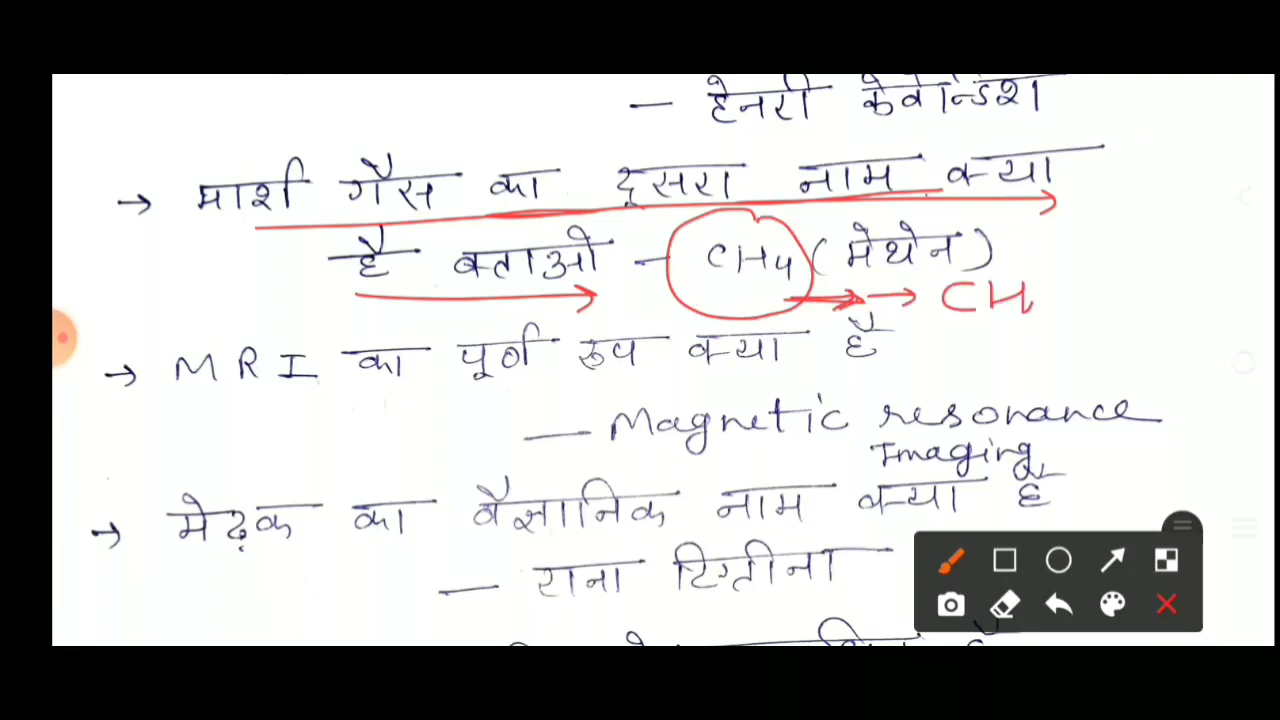 — हेनरी केवेन्डिश
→ मार्श गैस का दूसरा नाम क्या
है बताओ - CH4 (मेथेन)
→ CH
→ MRI का पूर्ण रूप क्या है
— Magnetic resonance
Imaging
→ मेढ़क का वैज्ञानिक नाम क्या है
— राना टिग्रीना